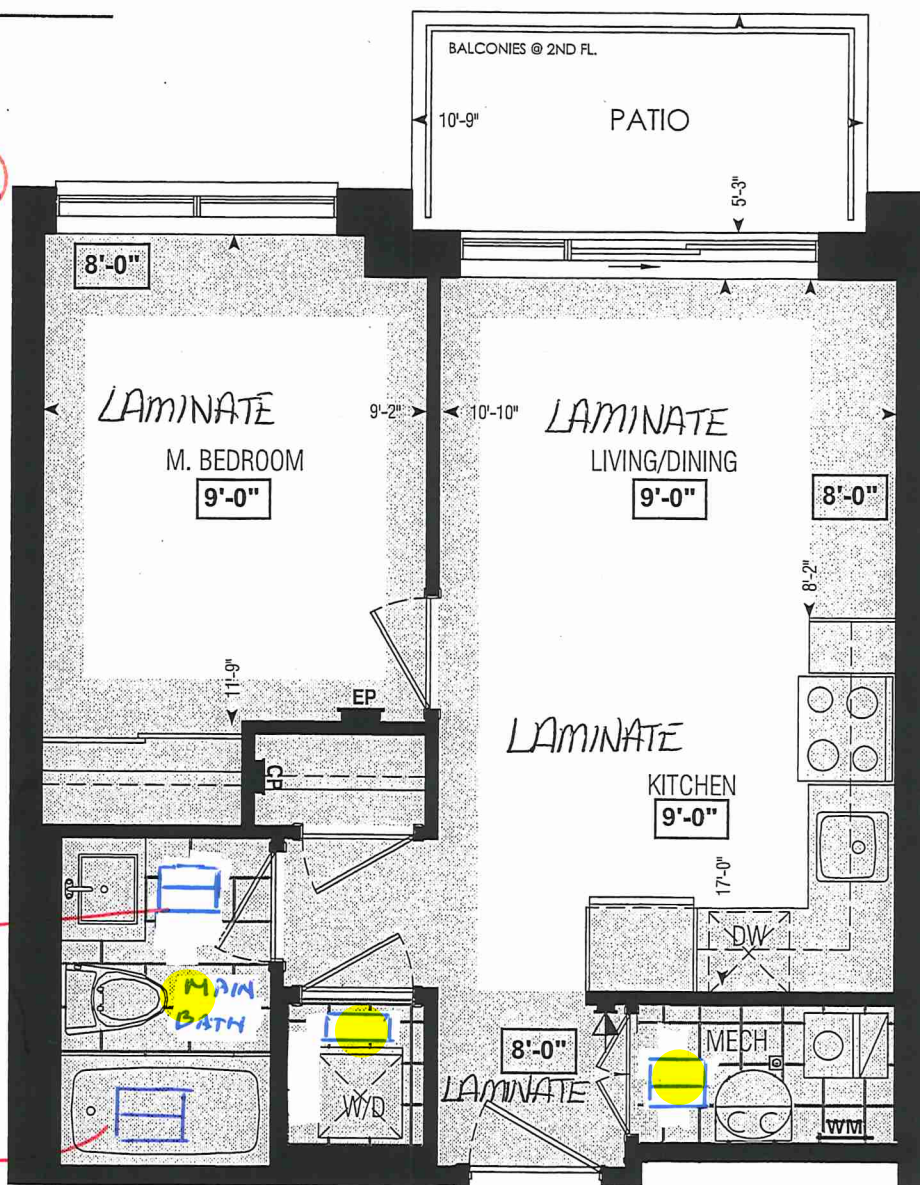 BALCONIES @ 2ND FL.
10'-9"
PATIO
5'-3"
8'-0"
LAMINATE
9'-2"
M. BEDROOM
9'-0"
10'-10"
LAMINATE
LIVING/DINING
9'-0"
8'-0"
8'-2"
11'-9"
EP
CP
LAMINATE
KITCHEN
9'-0"
17'-0"
DW
MAIN
BATH
W/D
8'-0"
LAMINATE
MECH
CC
WM